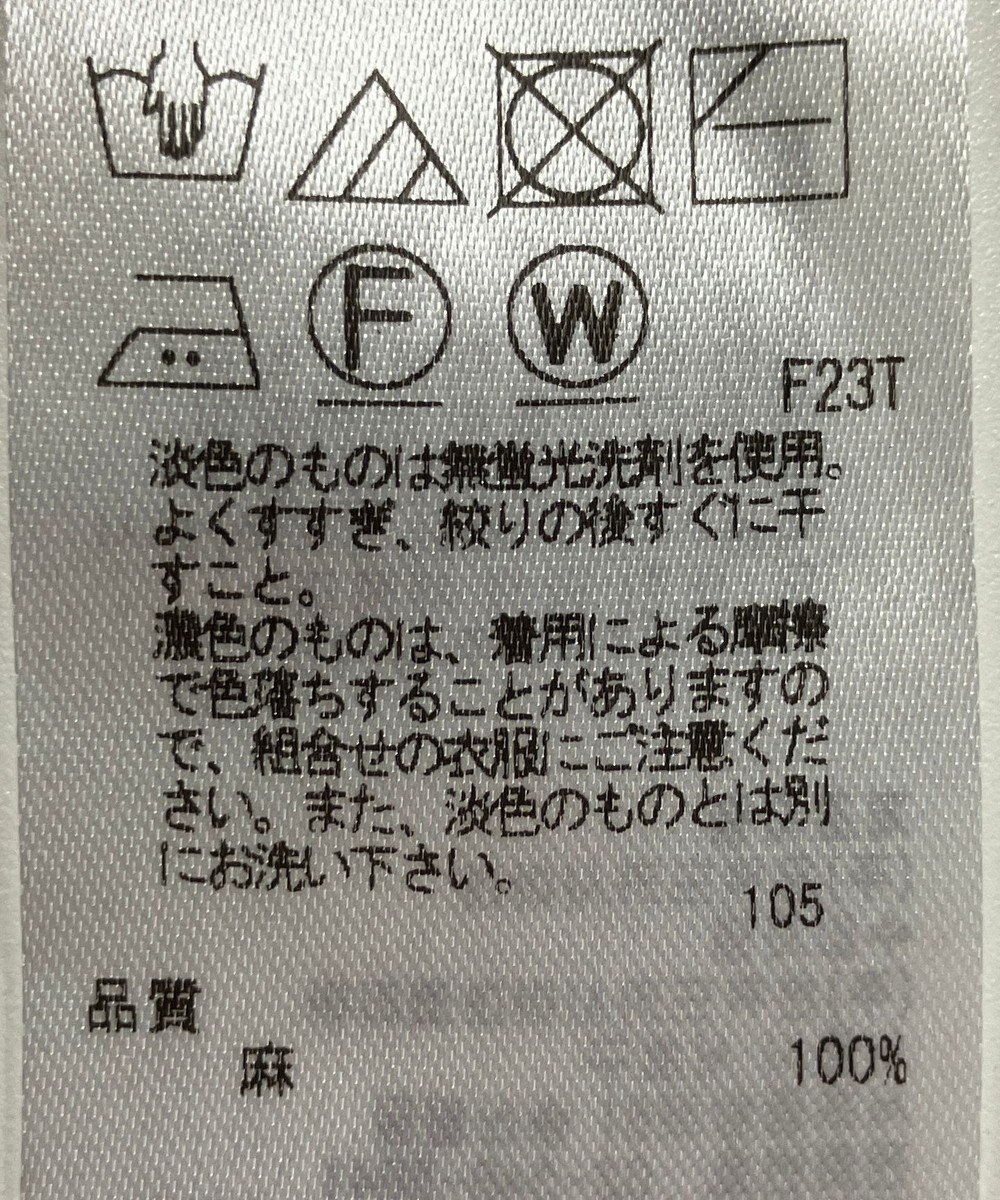 F
W
F23T
淡色のものは無蛍光洗剤を使用。
よくすすぎ、絞りの後すぐに干
すこと。
濃色のものは、着用による摩擦
で色落ちすることがありますの
で、組合せの衣服にご注意くだ
さい。また、淡色のものとは別
にお洗い下さい。
105
品質
麻 100%